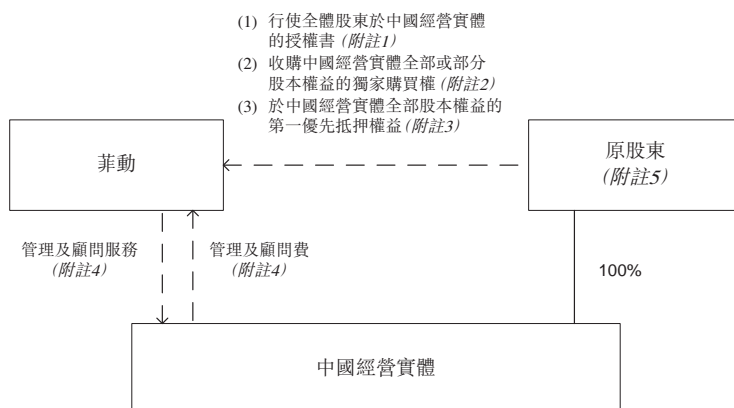 (1) 行使全體股東於中國經營實體
的授權書(附註1)
(2) 收購中國經營實體全部或部分
股本權益的獨家購買權(附註2)
(3) 於中國經營實體全部股本權益的
第一優先抵押權益(附註3)
菲動
原股東
(附註5)
管理及顧問服務
(附註4)
管理及顧問費
(附註4)
100%
中國經營實體